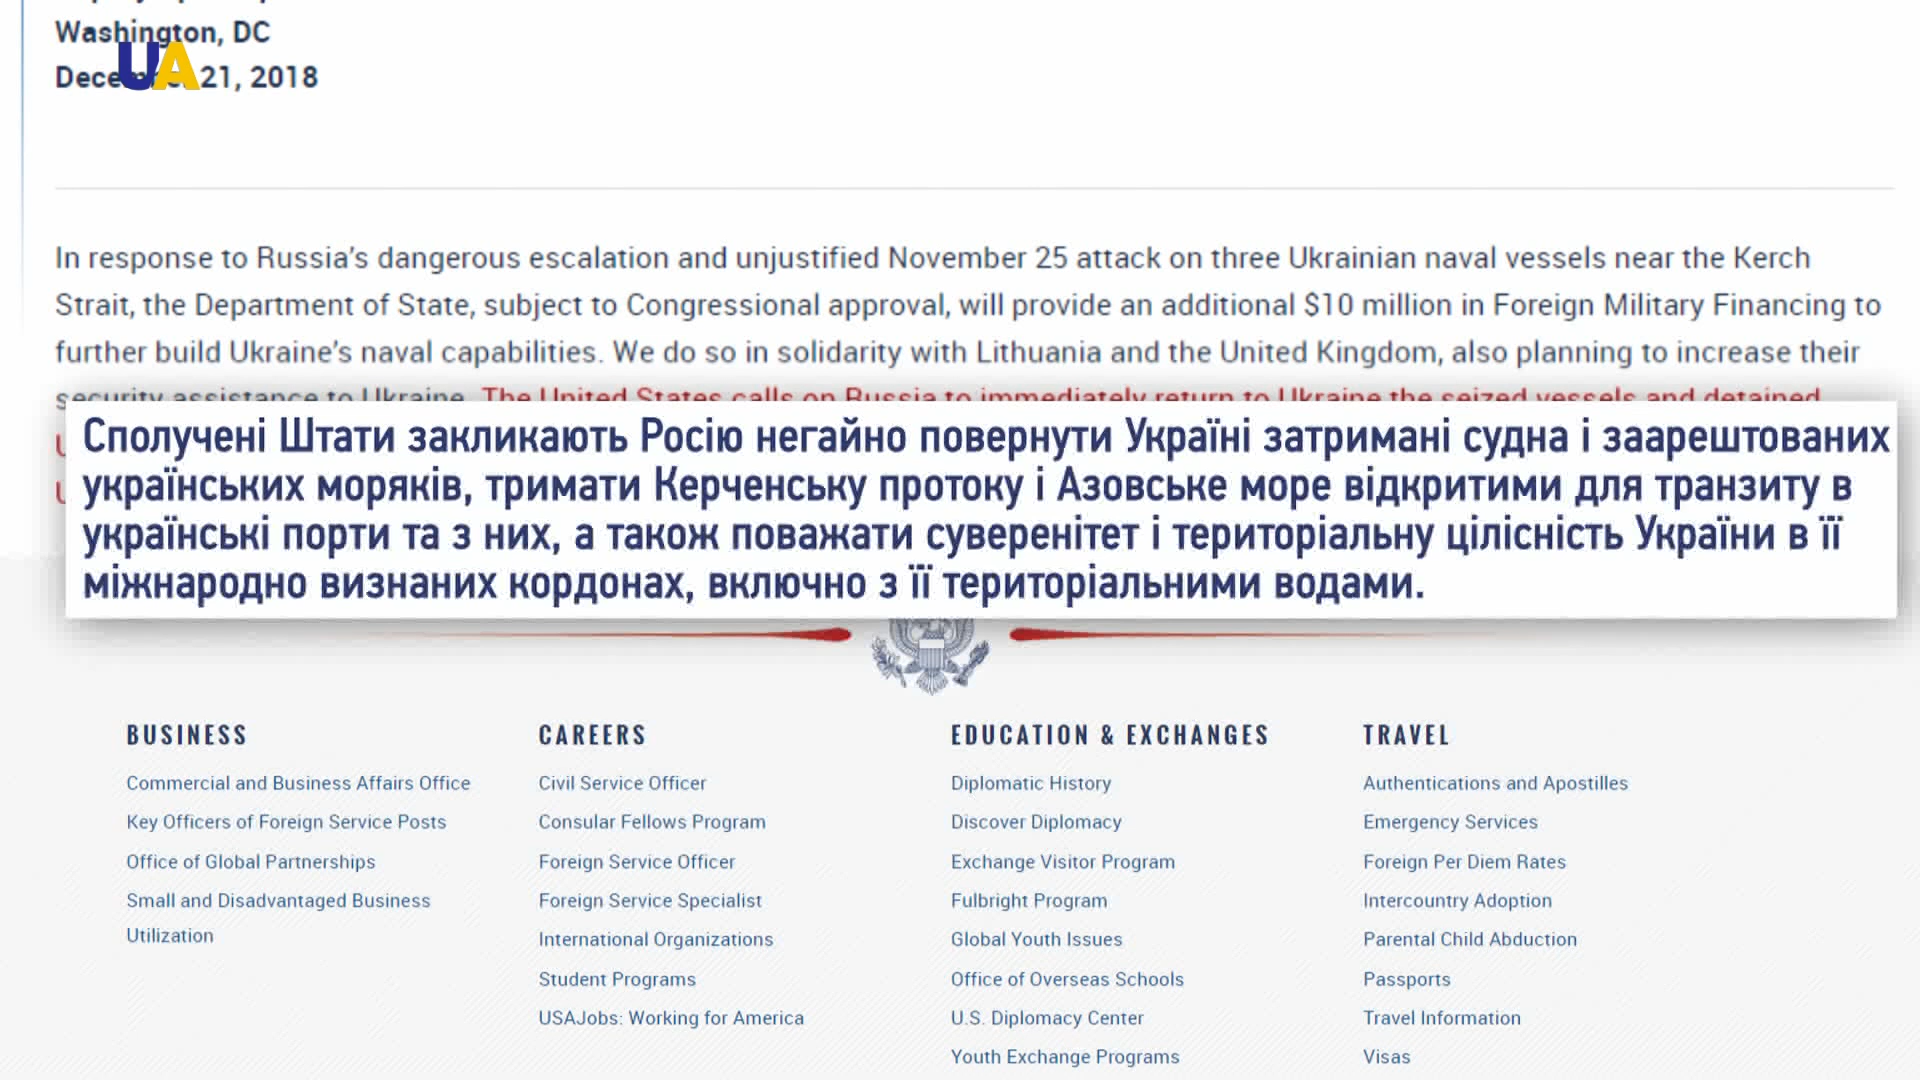 Washington, DC
UA
21, 2018
In response to Russia's dangerous escalation and unjustified November 25 attack on three Ukrainian naval vessels near the Kerch
Strait, the Department of State, subject to Congressional approval, will provide an additional $10 million in Foreign Military Financing to
further build Ukraine's naval capabilities. We do so in solidarity with Lithuania and the United Kingdom, also planning to increase their
security assistance to Ukraine. The United States calls on Russia to immediately return to Ukraine the seized vessels and detained
Сполучені Штати закликають Росію негайно повернути Україні затримані судна і заарештованих
українських моряків, тримати Керченську протоку і Азовське море відкритими для транзиту в
українські порти та з них, а також поважати суверенітет і територіальну цілісність України в її
міжнародно визнаних кордонах, включно з її територіальними водами.
BUSINESS
Commercial and Business Affairs Office
Key Officers of Foreign Service Posts
Office of Global Partnerships
Small and Disadvantaged Business
Utilization
CAREERS
Civil Service Officer
Consular Fellows Program
Foreign Service Officer
Foreign Service Specialist
International Organizations
Student Programs
USAJobs: Working for America
EDUCATION & EXCHANGES
Diplomatic History
Discover Diplomacy
Exchange Visitor Program
Fulbright Program
Global Youth Issues
Office of Overseas Schools
U.S. Diplomacy Center
Youth Exchange Programs
TRAVEL
Authentications and Apostilles
Emergency Services
Foreign Per Diem Rates
Intercountry Adoption
Parental Child Abduction
Passports
Travel Information
Visas